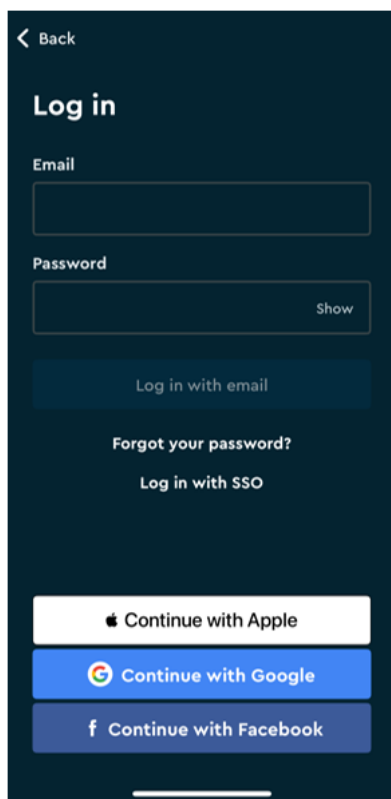 Back
Log in
Email
Password
Show
Log in with email
Forgot your password?
Log in with SSO
Continue with Apple
Continue with Google
Continue with Facebook